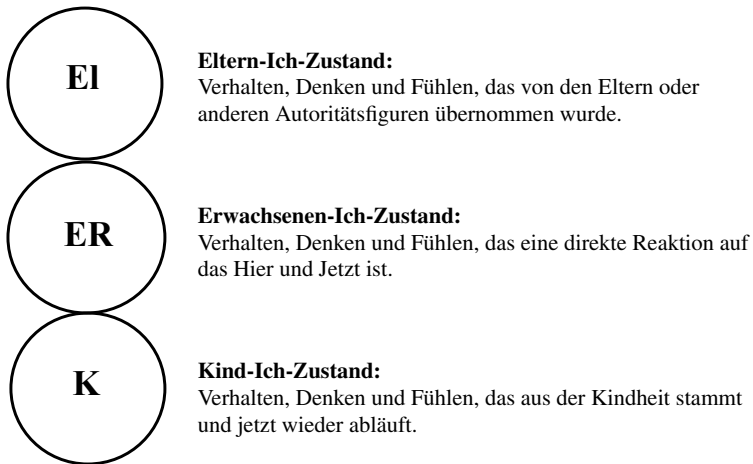 El
Eltern-Ich-Zustand:
Verhalten, Denken und Fühlen, das von den Eltern oder
anderen Autoritätsfiguren übernommen wurde.
ER
Erwachsenen-Ich-Zustand:
Verhalten, Denken und Fühlen, das eine direkte Reaktion auf
das Hier und Jetzt ist.
K
Kind-Ich-Zustand:
Verhalten, Denken und Fühlen, das aus der Kindheit stammt
und jetzt wieder abläuft.